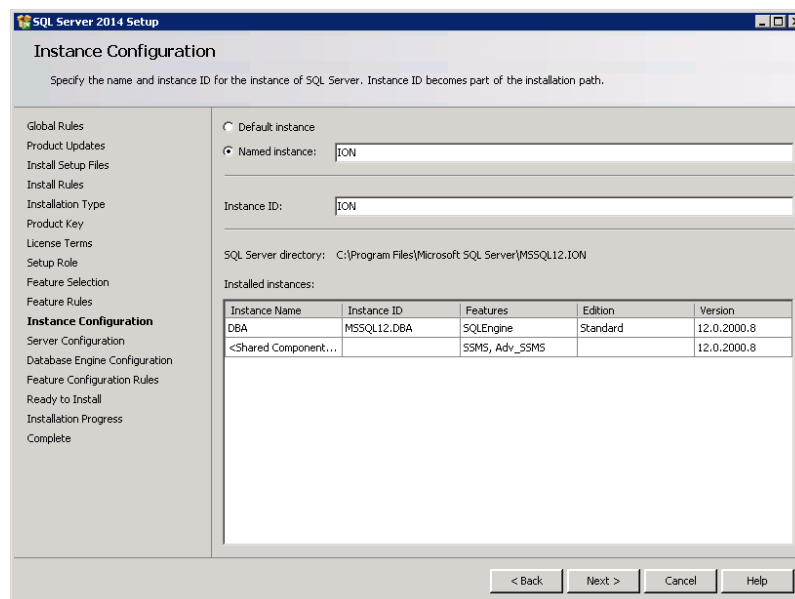 SQL Server 2014 Setup
Instance Configuration
Specify the name and instance ID for the instance of SQL Server. Instance ID becomes part of the installation path.
Global Rules
Product Updates
Install Setup Files
Install Rules
Installation Type
Product Key
License Terms
Setup Role
Feature Selection
Feature Rules
Instance Configuration
Server Configuration
Database Engine Configuration
Feature Configuration Rules
Ready to Install
Installation Progress
Complete
Default instance
Named instance: ION
Instance ID: ION
SQL Server directory: C:\Program Files\Microsoft SQL Server\MSSQL12.ION
Installed instances:
Instance Name Instance ID Features Edition Version
DBA MSSQL12.DBA SQLEngine Standard 12.0.2000.8
<Shared Component... SSMS, Adv_SSMS 12.0.2000.8
< Back Next > Cancel Help